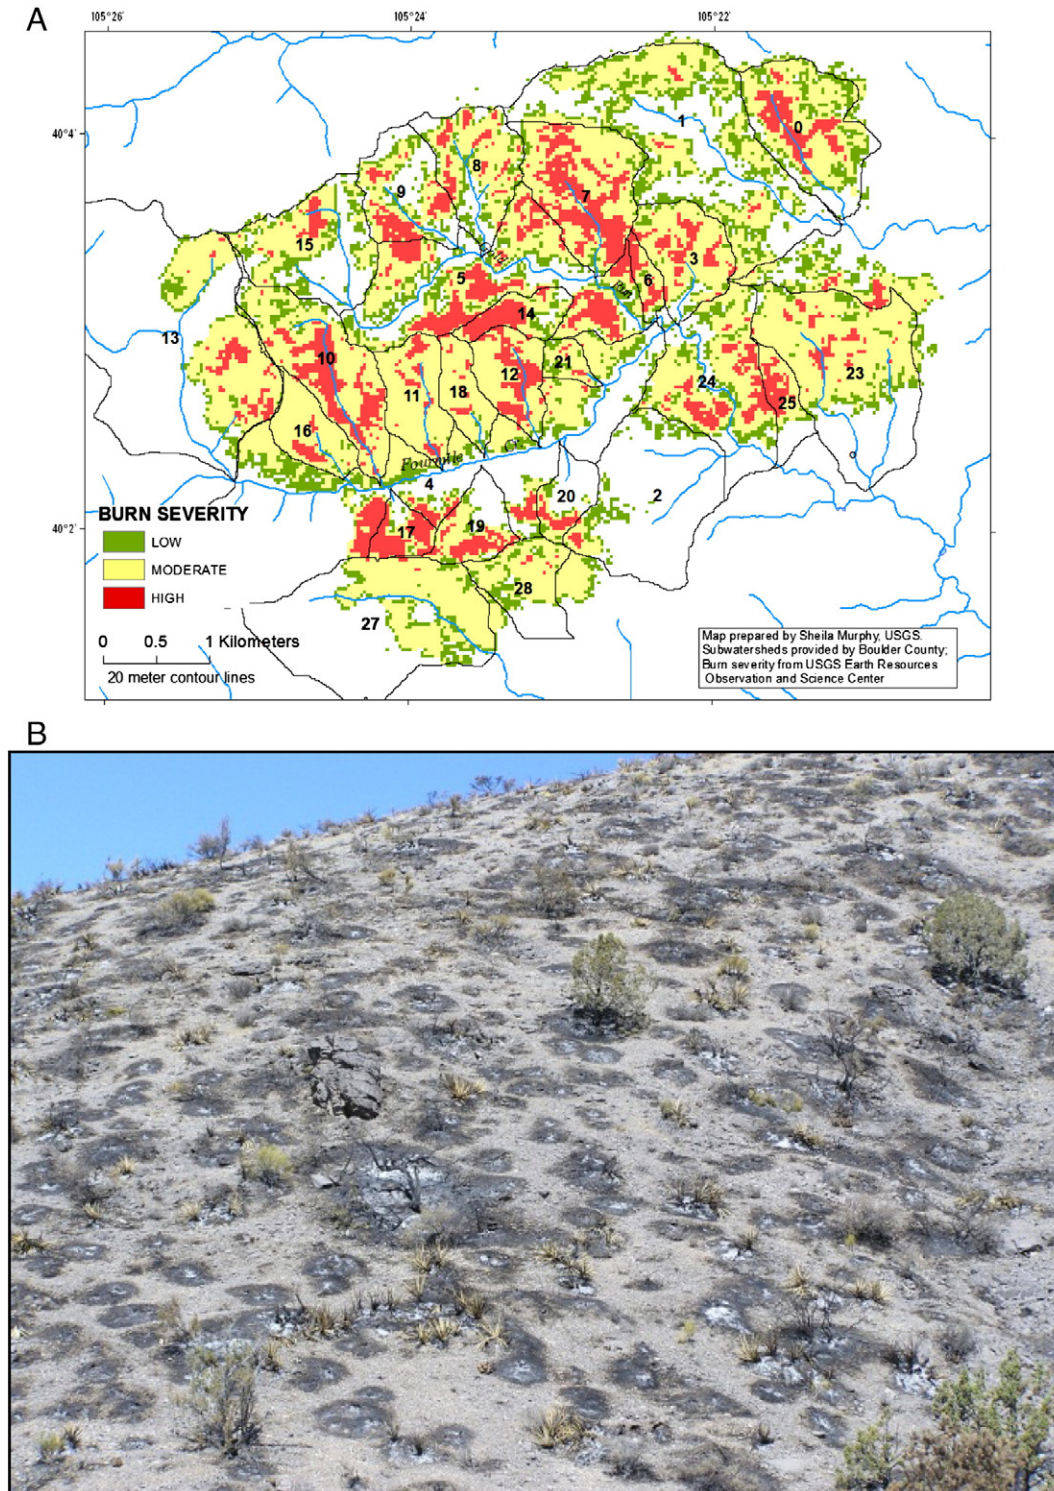 A
105°26'
105°24'
105°22'
40°4'
40°2'
0
1
8
9
7
15
3
6
5
14
13
10
21
12
24
23
11
18
25
16
Fourmile Cr.
4
20
2
17
19
28
27
BURN SEVERITY
LOW
MODERATE
HIGH
0 0.5 1 Kilometers
20 meter contour lines
Map prepared by Sheila Murphy, USGS.
Subwatersheds provided by Boulder County;
Burn severity from USGS Earth Resources
Observation and Science Center
B